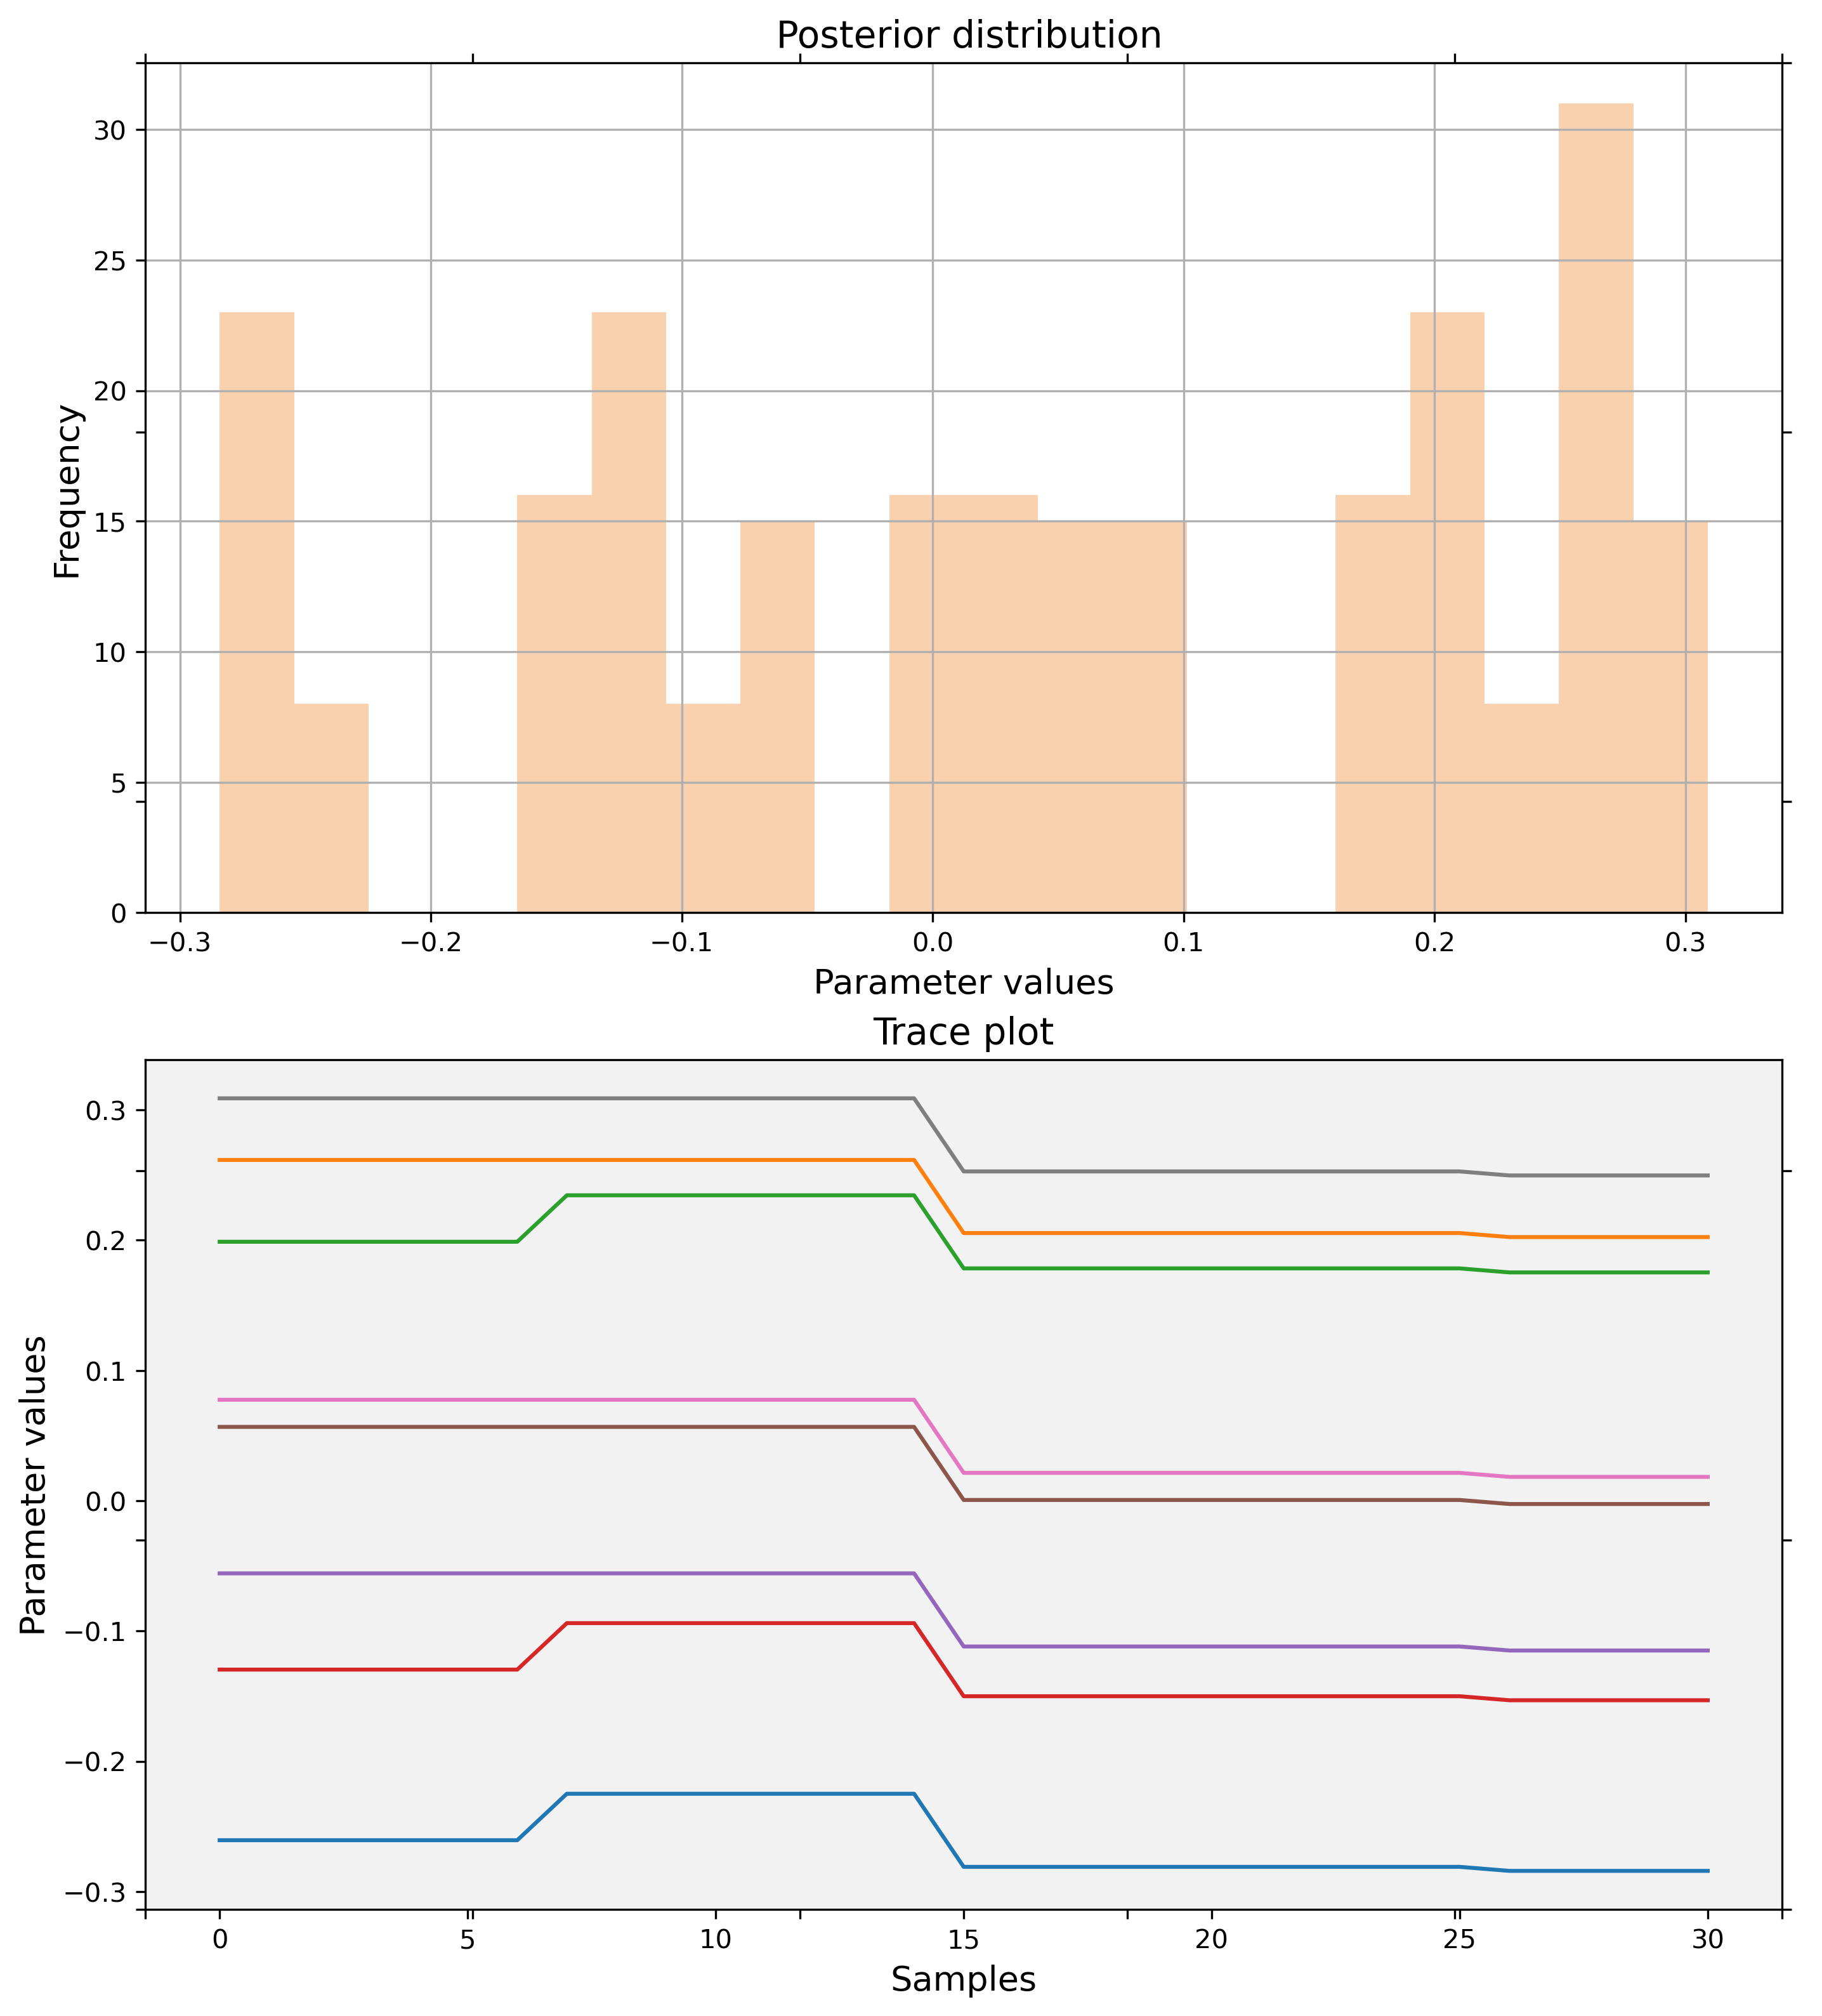 Posterior distribution
30
25
20
15
10
5
0
Frequency
−0.3 −0.2 −0.1 0.0 0.1 0.2 0.3
Parameter values
Trace plot
0.3
0.2
0.1
0.0
−0.1
−0.2
−0.3
Parameter values
0 5 10 15 20 25 30
Samples